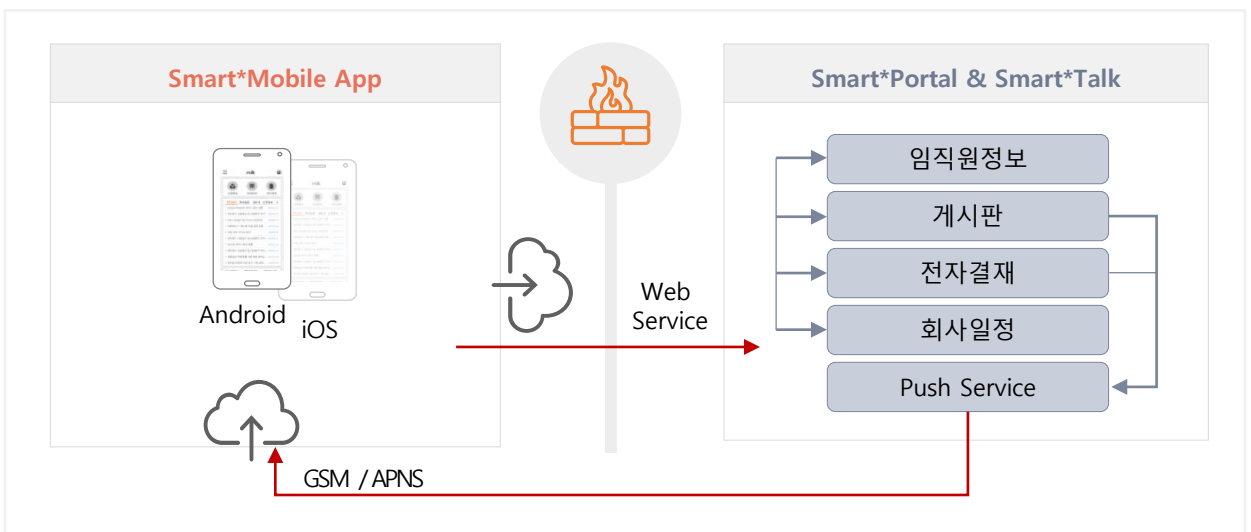 Smart*Mobile App
Smart*Portal & Smart*Talk
Android
iOS
Web
Service
임직원정보
게시판
전자결재
회사일정
Push Service
GSM / APNS